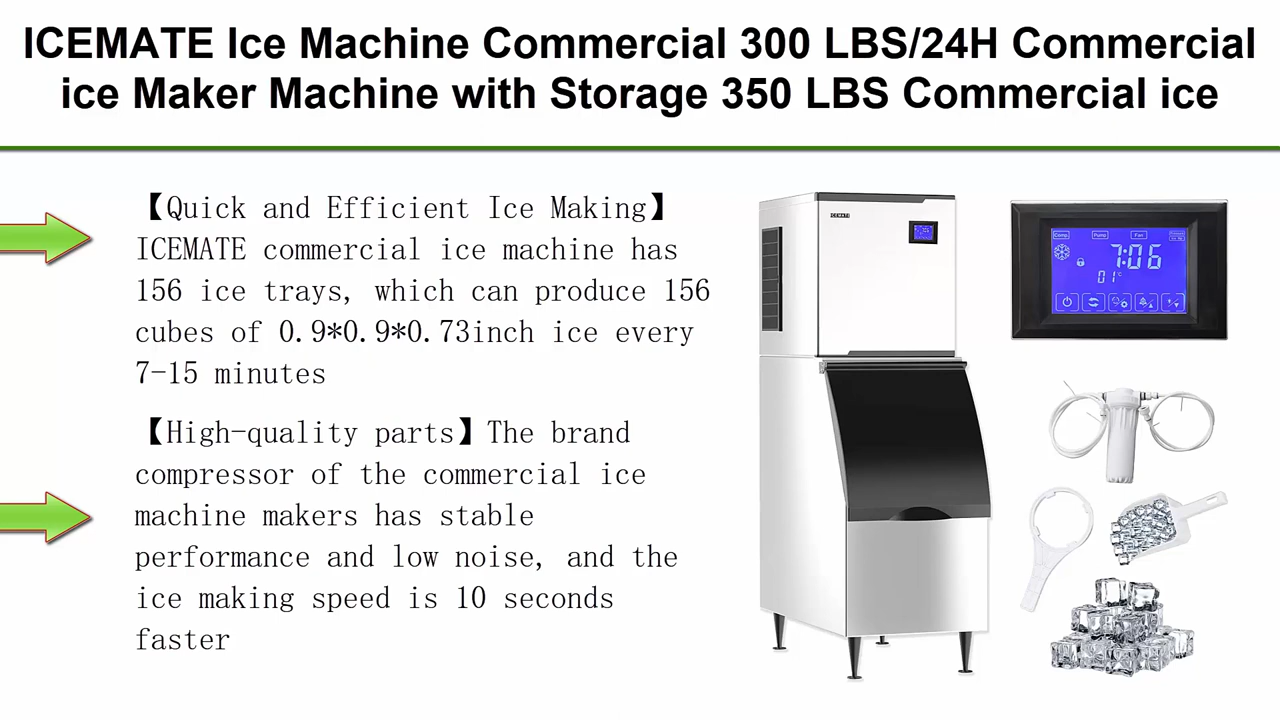 ICEMATE Ice Machine Commercial 300 LBS/24H Commercial
ice Maker Machine with Storage 350 LBS Commercial ice
【Quick and Efficient Ice Making】
ICEMATE commercial ice machine has
156 ice trays, which can produce 156
cubes of 0.9*0.9*0.73inch ice every
7-15 minutes
【High-quality parts】The brand
compressor of the commercial ice
machine makers has stable
performance and low noise, and the
ice making speed is 10 seconds
faster
ICEMATE
Comp. Pump Fan
7:06
01°C